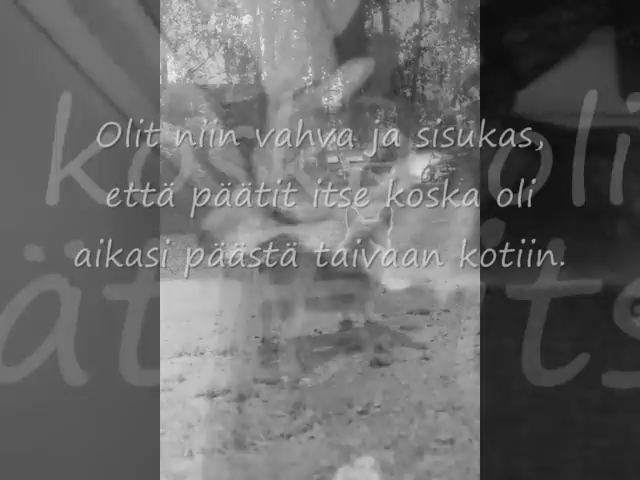 Olit niin vahva ja sisukas,
että päätit itse koska oli
aikasi päästä taivaan kotiin.